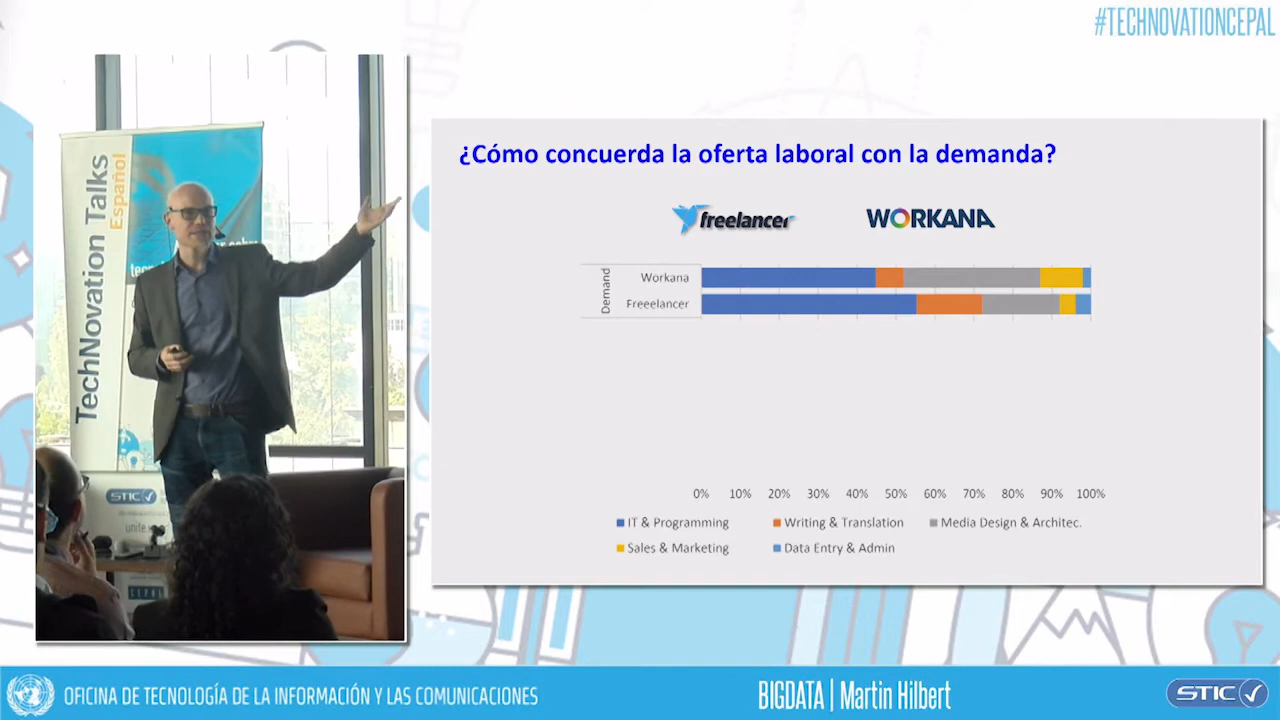 #TECHNOVATIONCEPAL
TechNovation Talks
Español
STIC
¿Cómo concuerda la oferta laboral con la demanda?
freelancer
WORKANA
Demand
Workana
Freeelancer
0% 10% 20% 30% 40% 50% 60% 70% 80% 90% 100%
IT & Programming Writing & Translation Media Design & Architec.
Sales & Marketing Data Entry & Admin
OFICINA DE TECNOLOGÍA DE LA INFORMACIÓN Y LAS COMUNICACIONES
BIGDATA | Martin Hilbert
STIC